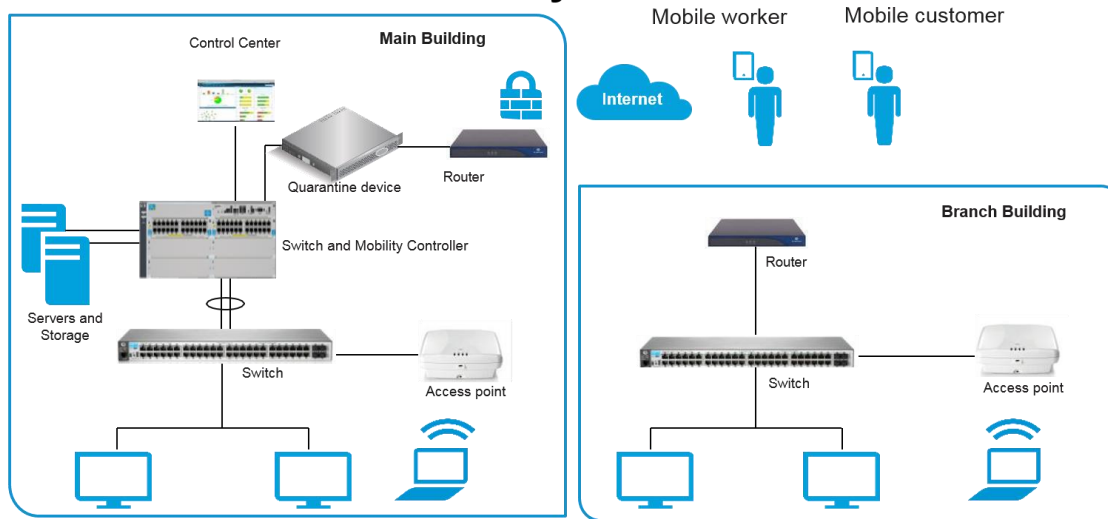 Mobile worker
Mobile customer
Control Center
Main Building
Internet
Quarantine device
Router
Switch and Mobility Controller
Servers and
Storage
Switch
Access point
Branch Building
Router
Switch
Access point